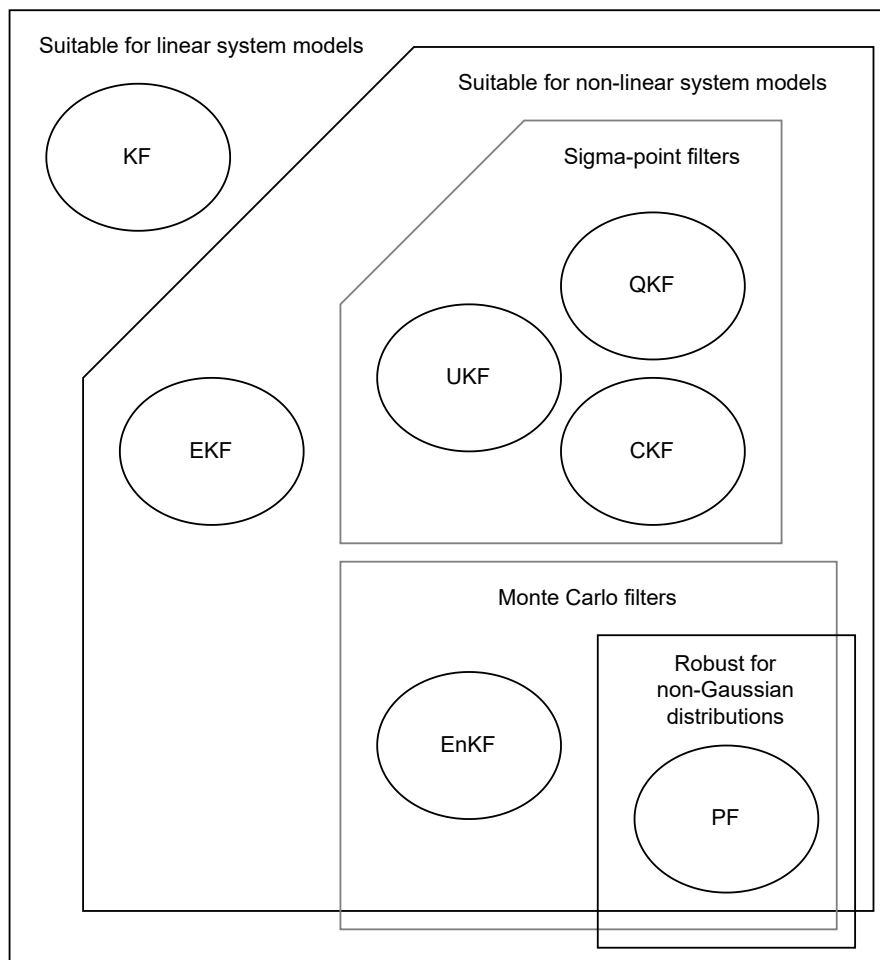 Suitable for linear system models
Suitable for non-linear system models
KF
Sigma-point filters
QKF
UKF
EKF
CKF
Monte Carlo filters
Robust for
non-Gaussian
distributions
EnKF
PF